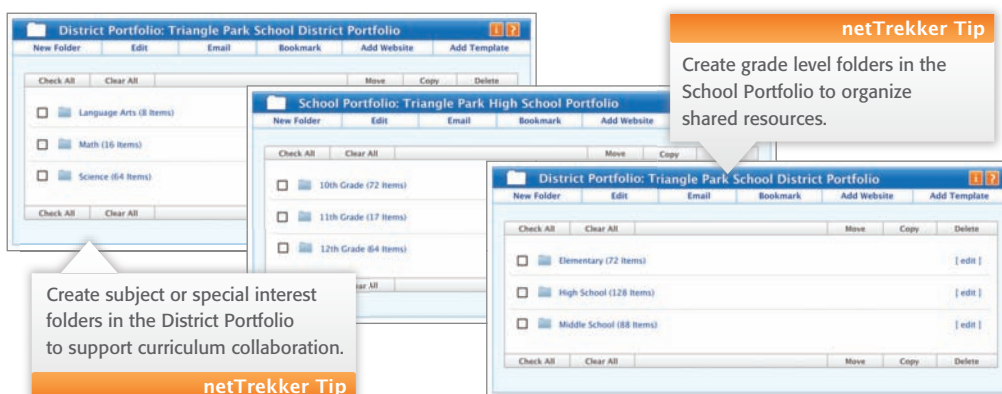 District Portfolio: Triangle Park School District Portfolio
New Folder Edit Email Bookmark Add Website Add Template
Check All Clear All Move Copy Delete
Language Arts (8 Items)
Math (16 Items)
Science (64 Items)
Check All Clear All
Create subject or special interest
folders in the District Portfolio
to support curriculum collaboration.
netTrekker Tip
School Portfolio: Triangle Park High School Portfolio
New Folder Edit Email Bookmark Add Website
Check All Clear All Move Copy
10th Grade (72 Items)
11th Grade (17 Items)
12th Grade (64 Items)
All
netTrekker Tip
Create grade level folders in the
School Portfolio to organize
shared resources.
District Portfolio: Triangle Park School District Portfolio
New Folder Edit Email Bookmark Add Website Add Template
Check All Clear All Move Copy Delete
Elementary (72 Items) [ edit ]
High School (128 Items) [ edit ]
Middle School (88 Items) [ edit ]
Check All Clear All Move Copy Delete